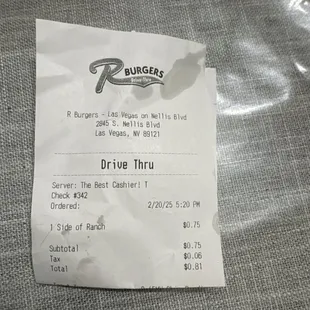 R BURGERS
Drive Thru
R Burgers - Las Vegas on Nellis Blvd
2845 S. Nellis Blvd
Las Vegas, NV 89121
Drive Thru
Server: The Best Cashier! T
Check #342
Ordered: 2/20/25 5:20 PM
1 Side of Ranch $0.75
Subtotal $0.75
Tax $0.06
Total $0.81